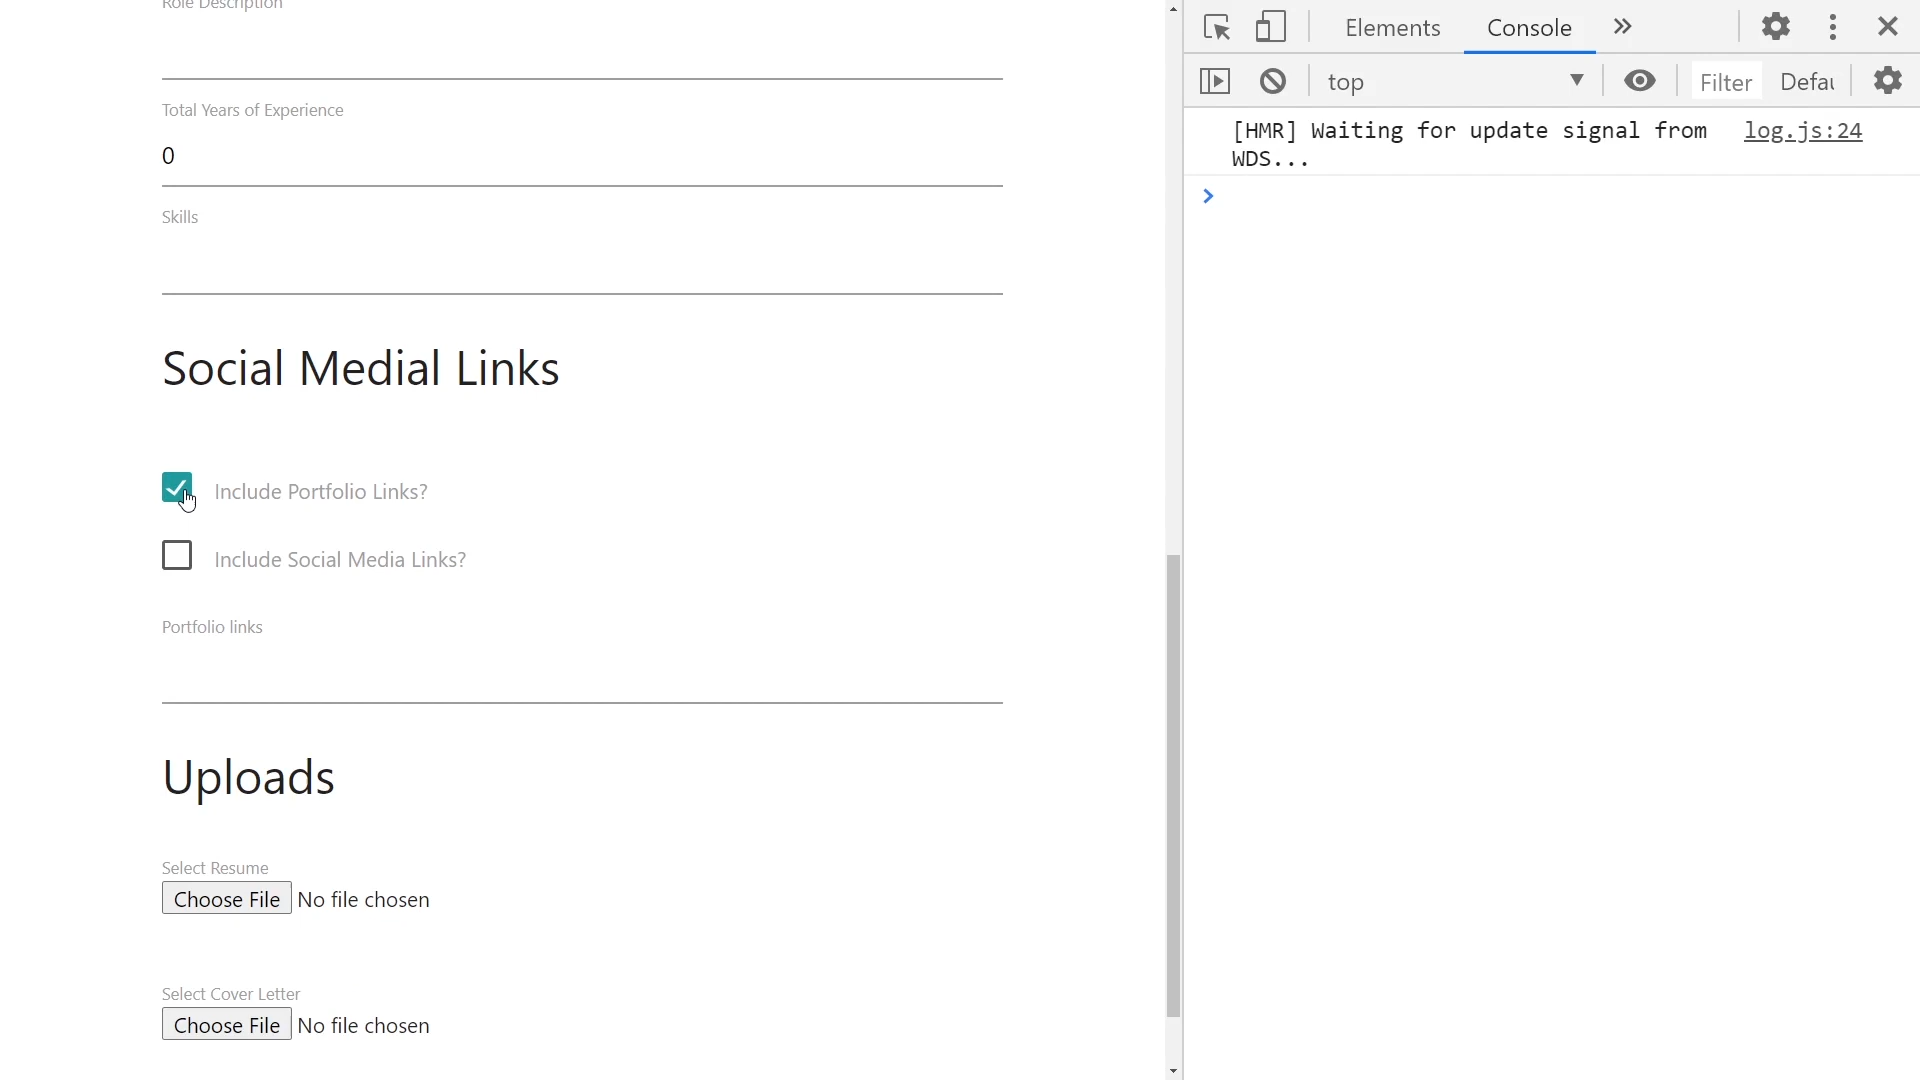 Role Description
Total Years of Experience
0
Skills
Social Medial Links
Include Portfolio Links?
Include Social Media Links?
Portfolio links
Uploads
Select Resume
Choose File No file chosen
Select Cover Letter
Choose File No file chosen
Elements Console
top Filter Defau
[HMR] Waiting for update signal from log.js:24
WDS...